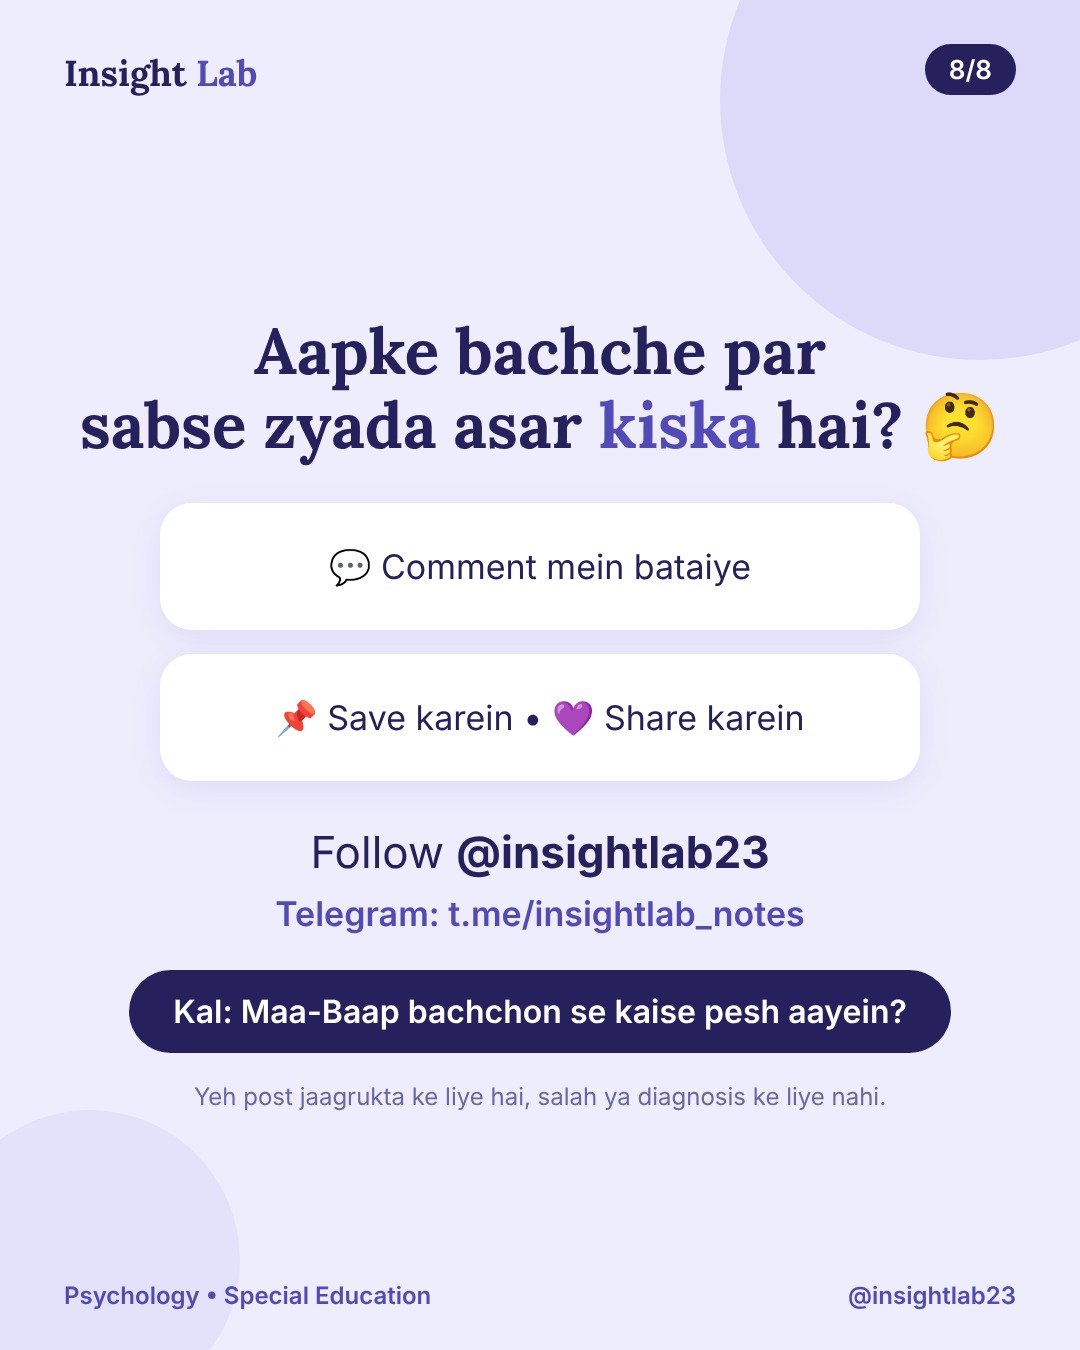 Insight Lab
8/8
Aapke bachche par
sabse zyada asar kiska hai? 🤔
💬 Comment mein bataiye
📌 Save karein • 💜 Share karein
Follow @insightlab23
Telegram: t.me/insightlab_notes
Kal: Maa-Baap bachchon se kaise pesh aayein?
Yeh post jaagrukta ke liye hai, salah ya diagnosis ke liye nahi.
Psychology • Special Education
@insightlab23